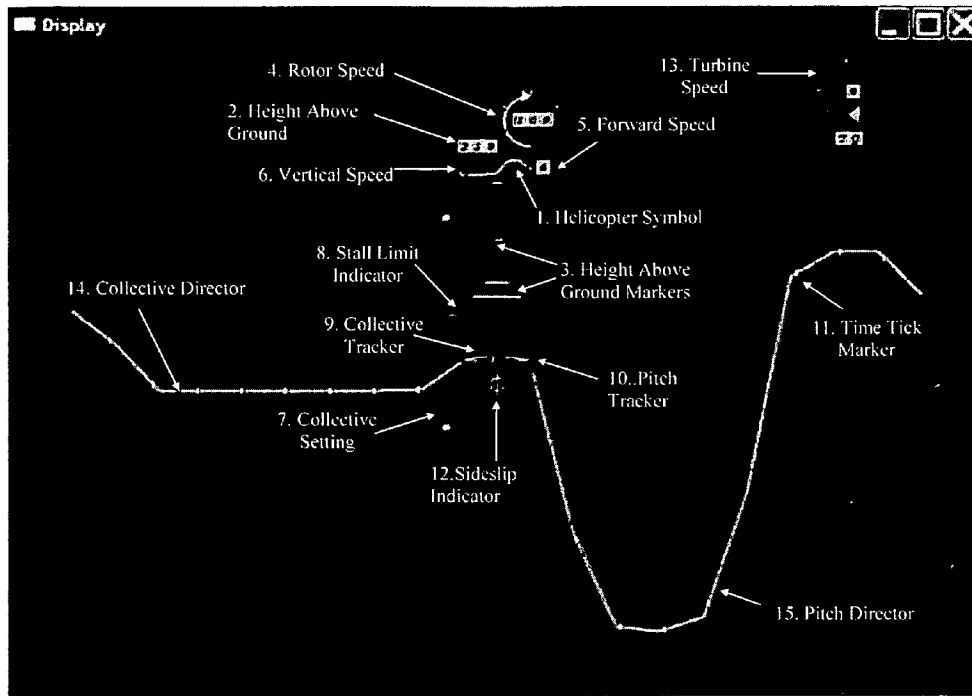 Display
4. Rotor Speed
13. Turbine
Speed
2. Height Above
Ground
5. Forward Speed
6. Vertical Speed
1. Helicopter Symbol
8. Stall Limit
Indicator
3. Height Above
Ground Markers
14. Collective Director
9. Collective
Tracker
11. Time Tick
Marker
10..Pitch
Tracker
7. Collective
Setting
12.Sideslip
Indicator
15. Pitch Director